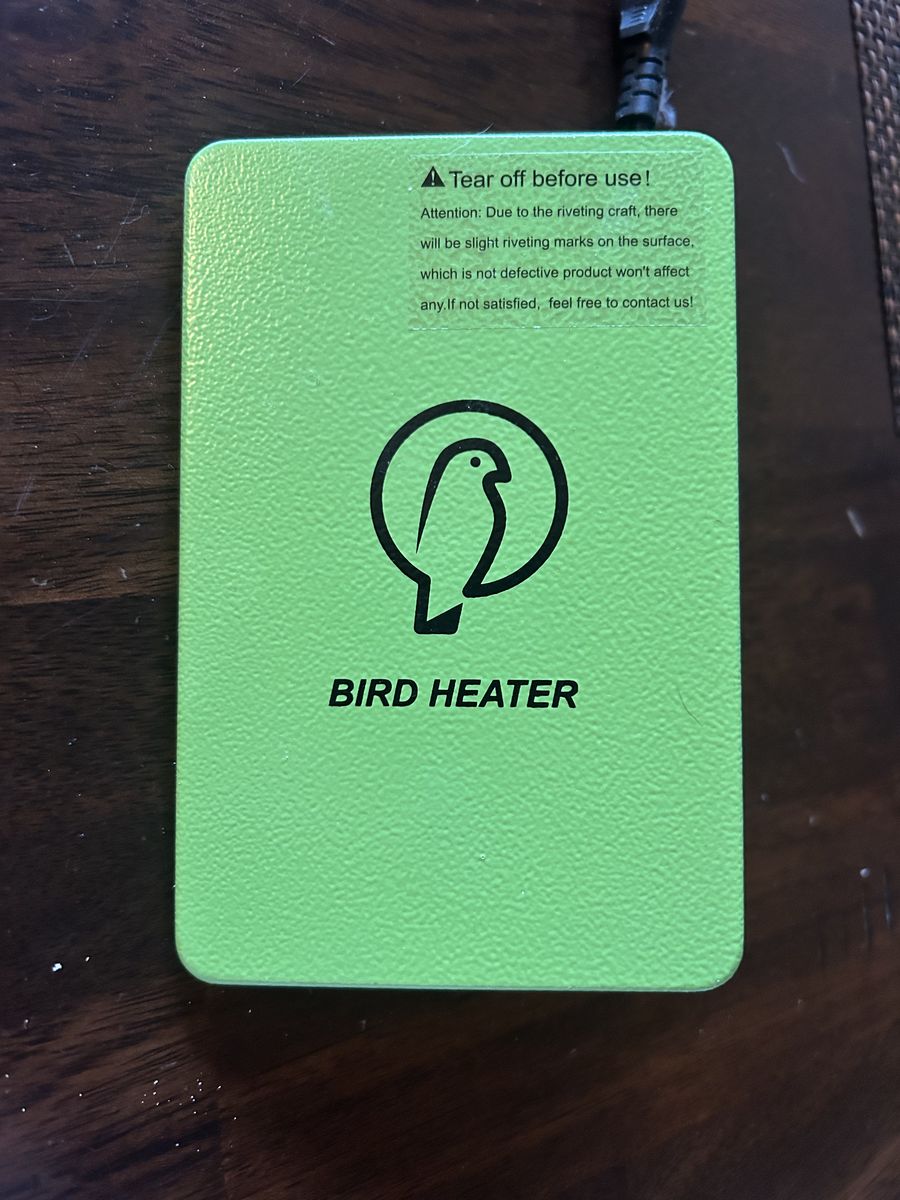 ⚠ Tear off before use!
Attention: Due to the riveting craft, there
will be slight riveting marks on the surface,
which is not defective product won't affect
any.If not satisfied, feel free to contact us!
BIRD HEATER